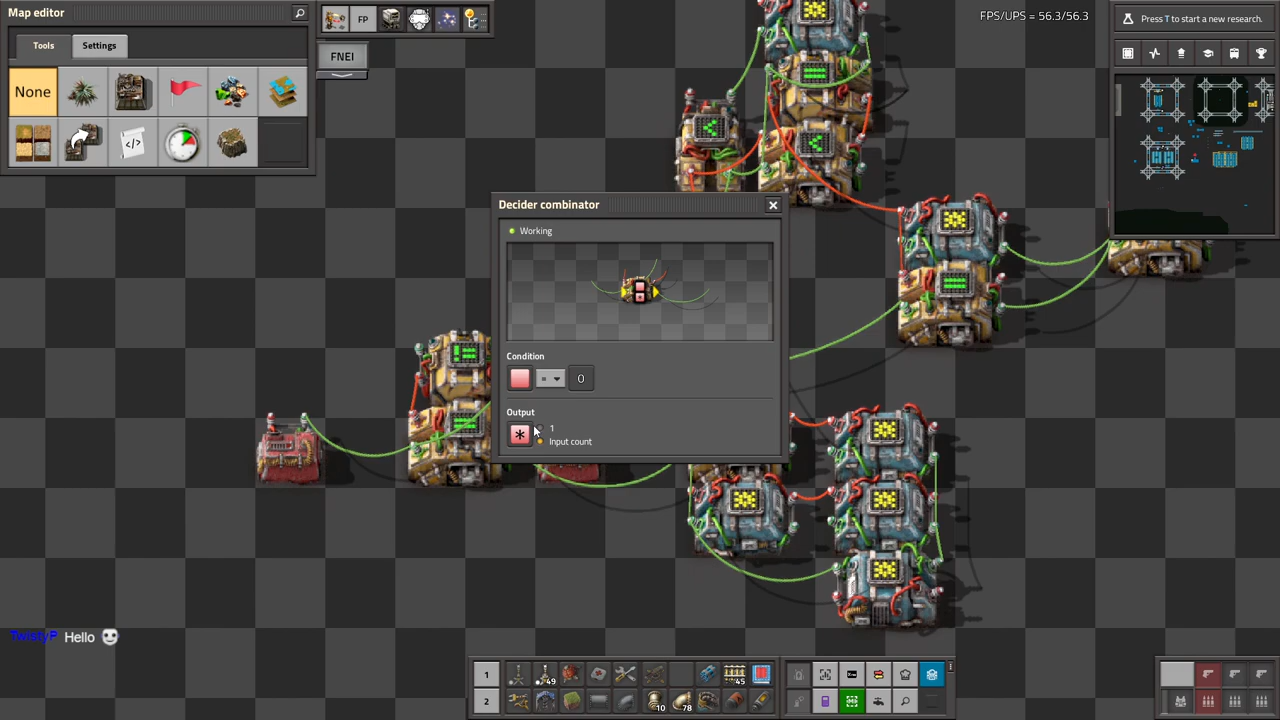 Map editor
FP
FPS/UPS = 56.3/56.3
Press T to start a new research.
Tools
Settings
FNEI
None
</>
Decider combinator
Working
Condition
=
0
Output
*
1
Input count
TwistyP Hello
1
49
45
2
10
78